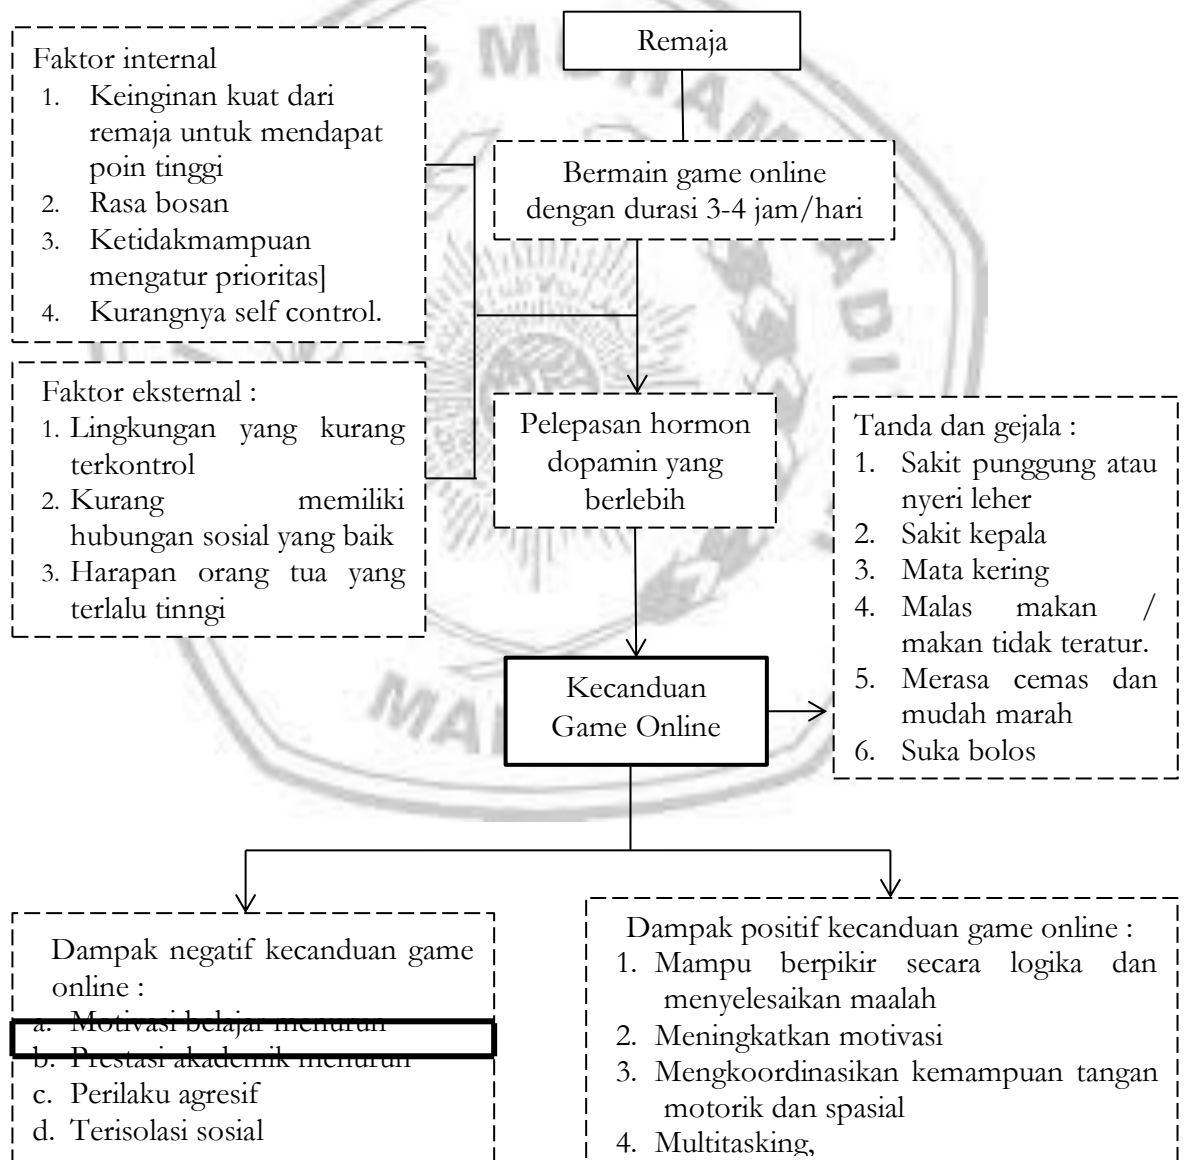 Remaja
Faktor internal
1. Keinginan kuat dari
remaja untuk mendapat
poin tinggi
2. Rasa bosan
3. Ketidakmampuan
mengatur prioritas]
4. Kurangnya self control.
Bermain game online
dengan durasi 3-4 jam/hari
Faktor eksternal :
1. Lingkungan yang kurang
terkontrol
2. Kurang memiliki
hubungan sosial yang baik
3. Harapan orang tua yang
terlalu tinngi
Pelepasan hormon
dopamin yang
berlebih
Tanda dan gejala :
1. Sakit punggung atau
nyeri leher
2. Sakit kepala
3. Mata kering
4. Malas makan /
makan tidak teratur.
5. Merasa cemas dan
mudah marah
6. Suka bolos
Kecanduan
Game Online
Dampak negatif kecanduan game
online :
a. Motivasi belajar menurun
b. Prestasi akademik menurun
c. Perilaku agresif
d. Terisolasi sosial
Dampak positif kecanduan game online :
1. Mampu berpikir secara logika dan
menyelesaikan maalah
2. Meningkatkan motivasi
3. Mengkoordinasikan kemampuan tangan
motorik dan spasial
4. Multitasking,